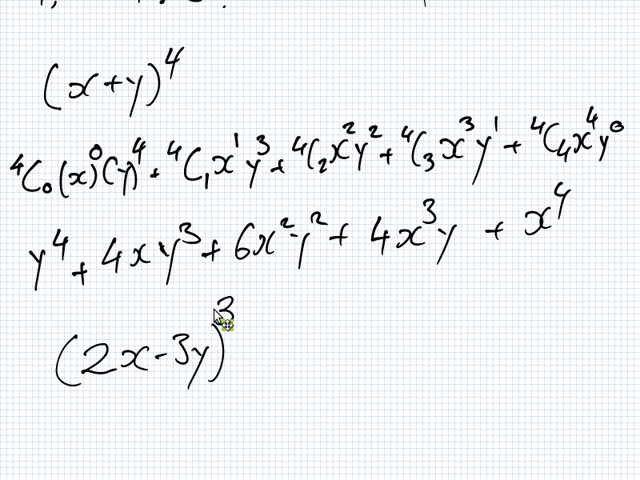 (x+y)⁴
⁴C₀(x)⁰(y)⁴ + ⁴C₁x¹y³ + ⁴C₂x²y² + ⁴C₃x³y¹ + ⁴C₄x⁴y⁰
y⁴ + 4xy³ + 6x²y² + 4x³y + x⁴
(2x-3y)³